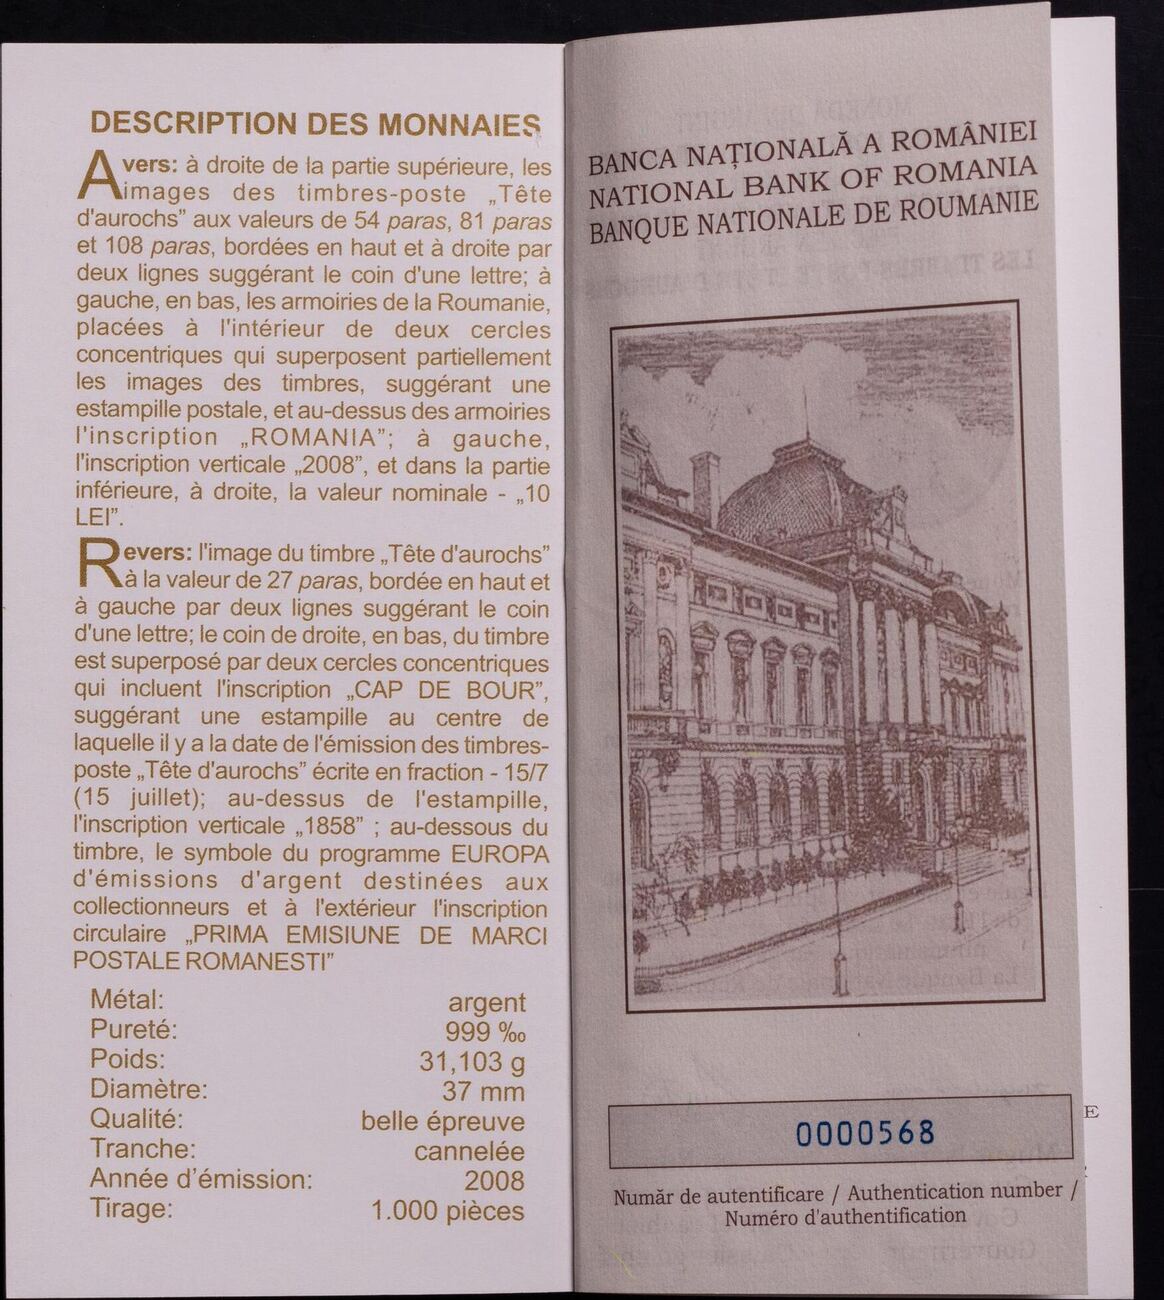 DESCRIPTION DES MONNAIES
Avers: à droite de la partie supérieure, les
images des timbres-poste „Tête
d'aurochs” aux valeurs de 54 paras, 81 paras
et 108 paras, bordées en haut et à droite par
deux lignes suggérant le coin d'une lettre; à
gauche, en bas, les armoiries de la Roumanie,
placées à l'intérieur de deux cercles
concentriques qui superposent partiellement
les images des timbres, suggérant une
estampille postale, et au-dessus des armoiries
l'inscription „ROMANIA”; à gauche,
l'inscription verticale „2008”, et dans la partie
inférieure, à droite, la valeur nominale - „10
LEI”.
Revers: l'image du timbre „Tête d'aurochs”
à la valeur de 27 paras, bordée en haut et
à gauche par deux lignes suggérant le coin
d'une lettre; le coin de droite, en bas, du timbre
est superposé par deux cercles concentriques
qui incluent l'inscription „CAP DE BOUR”,
suggérant une estampille au centre de
laquelle il y a la date de l'émission des timbres-
poste „Tête d'aurochs” écrite en fraction - 15/7
(15 juillet); au-dessus de l'estampille,
l'inscription verticale „1858” ; au-dessous du
timbre, le symbole du programme EUROPA
d'émissions d'argent destinées aux
collectionneurs et à l'extérieur l'inscription
circulaire „PRIMA EMISIUNE DE MARCI
POSTALE ROMANESTI”
Métal: argent
Pureté: 999 ‰
Poids: 31,103 g
Diamètre: 37 mm
Qualité: belle épreuve
Tranche: cannelée
Année d'émission: 2008
Tirage: 1.000 pièces
BANCA NAȚIONALĂ A ROMÂNIEI
NATIONAL BANK OF ROMANIA
BANQUE NATIONALE DE ROUMANIE
0000568
Număr de autentificare / Authentication number /
Numéro d'authentification
E